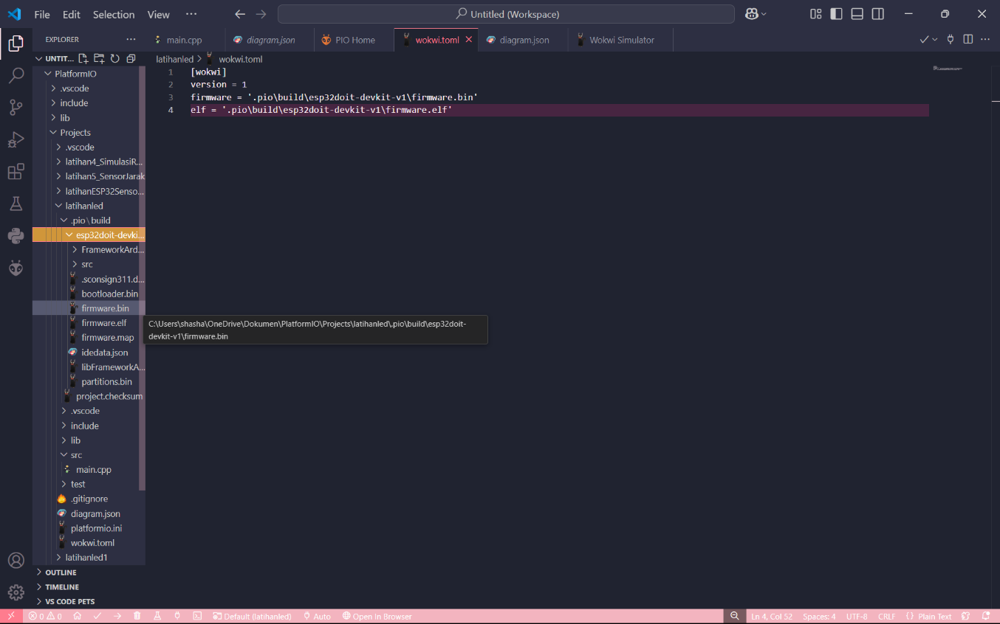 File Edit Selection View ··· Untitled (Workspace)
EXPLORER ··· main.cpp diagram.json PIO Home wokwi.toml diagram.json Wokwi Simulator
UNTIT...
latihanled > wokwi.toml
PlatformIO
.vscode
include
lib
Projects
.vscode
latihan4_SimulasiR...
latihan5_SensorJarak
latihanESP32Senso...
latihanled
.pio\build
esp32doit-devki...
FrameworkArd...
src
.sconsign311.d...
bootloader.bin
firmware.bin
firmware.elf
firmware.map
idedata.json
libFrameworkA...
partitions.bin
project.checksum
.vscode
include
lib
src
main.cpp
test
.gitignore
diagram.json
platformio.ini
wokwi.toml
latihanled1
OUTLINE
TIMELINE
VS CODE PETS
1 [wokwi]
2 version = 1
3 firmware = '.pio\build\esp32doit-devkit-v1\firmware.bin'
4 elf = '.pio\build\esp32doit-devkit-v1\firmware.elf'
C:\Users\shasha\OneDrive\Dokumen\PlatformIO\Projects\latihanled\.pio\build\esp32doit-
devkit-v1\firmware.bin
0 0 Default (latihanled) Auto Open In Browser Ln 4, Col 52 Spaces: 4 UTF-8 CRLF {} Plain Text